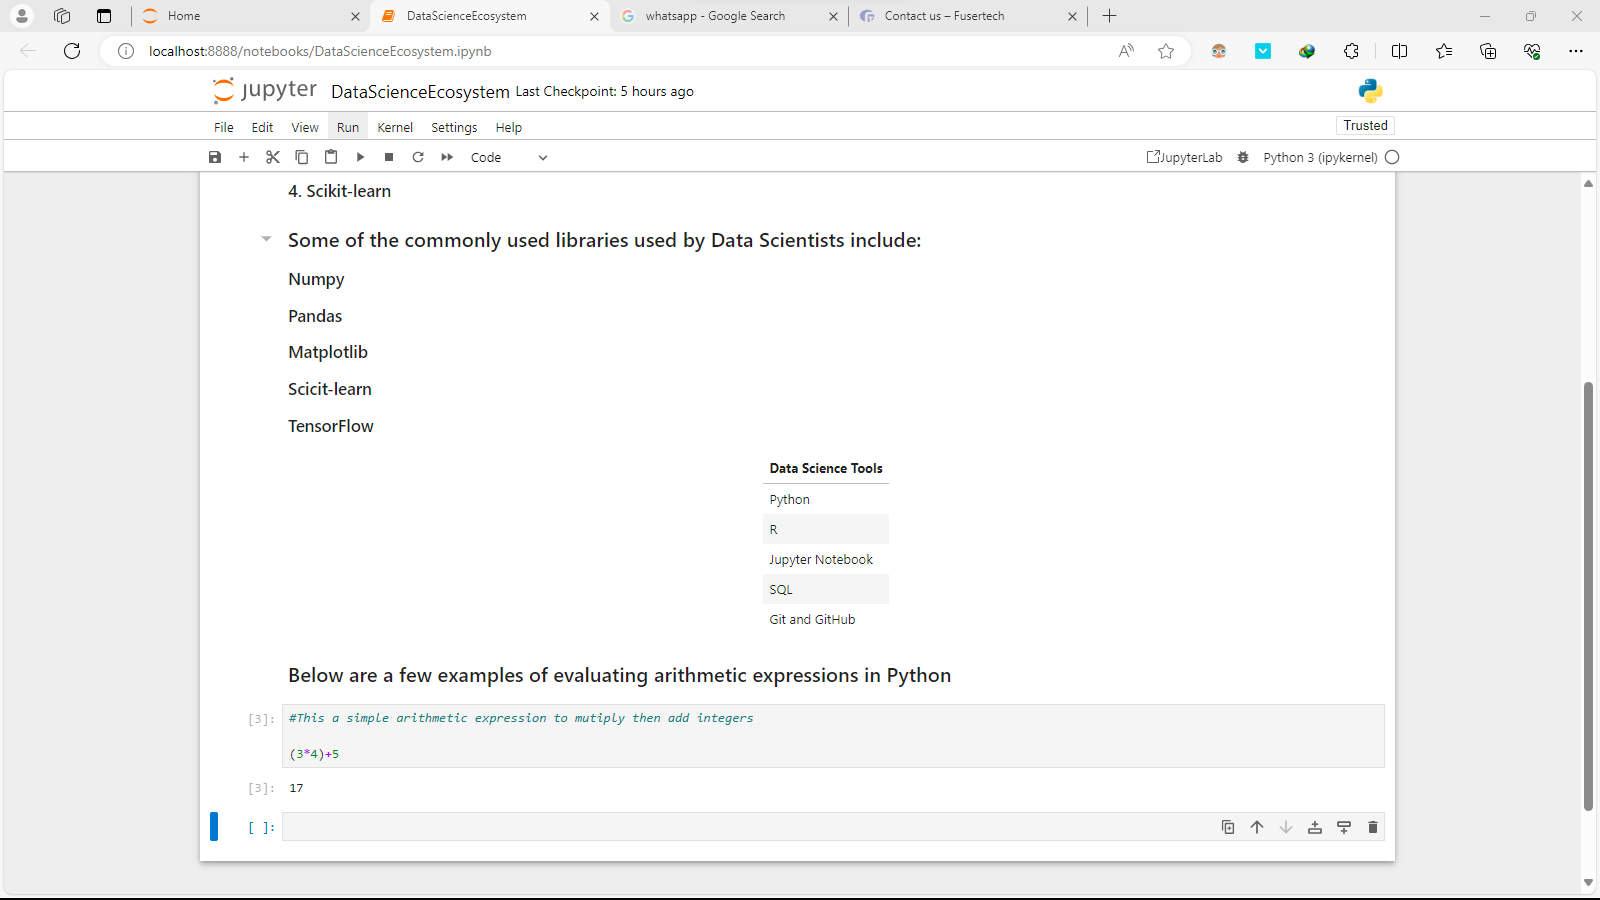 Home
DataScienceEcosystem
whatsapp - Google Search
Contact us – Fusertech
localhost:8888/notebooks/DataScienceEcosystem.ipynb
jupyter DataScienceEcosystem Last Checkpoint: 5 hours ago
File Edit View Run Kernel Settings Help
Trusted
Code
JupyterLab
Python 3 (ipykernel)
4. Scikit-learn
Some of the commonly used libraries used by Data Scientists include:
Numpy
Pandas
Matplotlib
Scicit-learn
TensorFlow
Data Science Tools
Python
R
Jupyter Notebook
SQL
Git and GitHub
Below are a few examples of evaluating arithmetic expressions in Python
[3]: #This a simple arithmetic expression to mutiply then add integers
(3*4)+5
[3]: 17
[ ]: